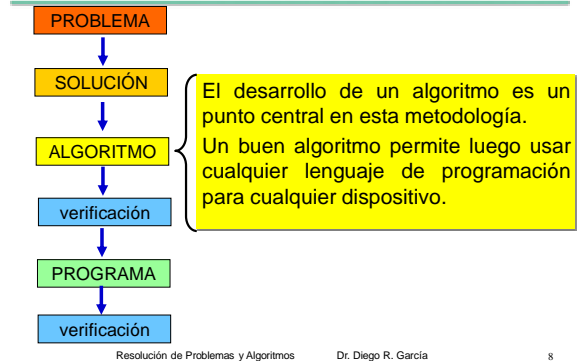 PROBLEMA
SOLUCIÓN
El desarrollo de un algoritmo es un
punto central en esta metodología.
Un buen algoritmo permite luego usar
cualquier lenguaje de programación
para cualquier dispositivo.
ALGORITMO
verificación
PROGRAMA
verificación
Resolución de Problemas y Algoritmos Dr. Diego R. García 8